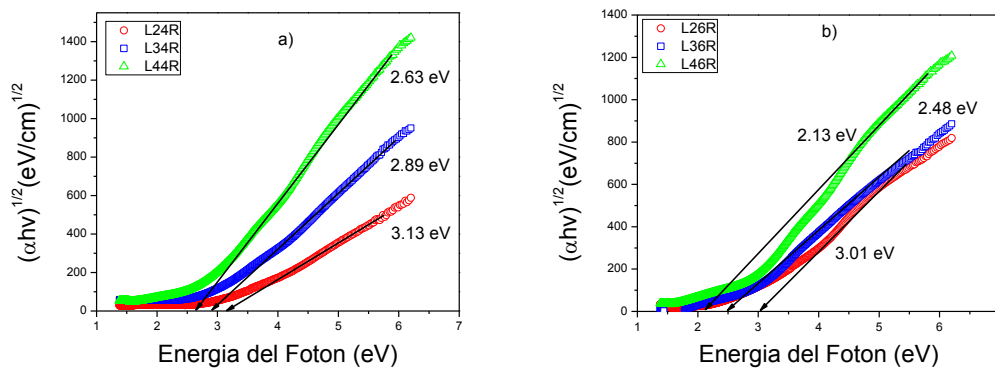 L24R
L34R
L44R
a)
2.63 eV
2.89 eV
3.13 eV
1400
1200
1000
800
600
400
200
0
1 2 3 4 5 6 7
(αhν)^1/2 (eV/cm)^1/2
Energia del Foton (eV)
L26R
L36R
L46R
b)
2.48 eV
2.13 eV
3.01 eV
1400
1200
1000
800
600
400
200
0
1 2 3 4 5 6
(αhν)^1/2 (eV/cm)^1/2
Energia del Foton (eV)